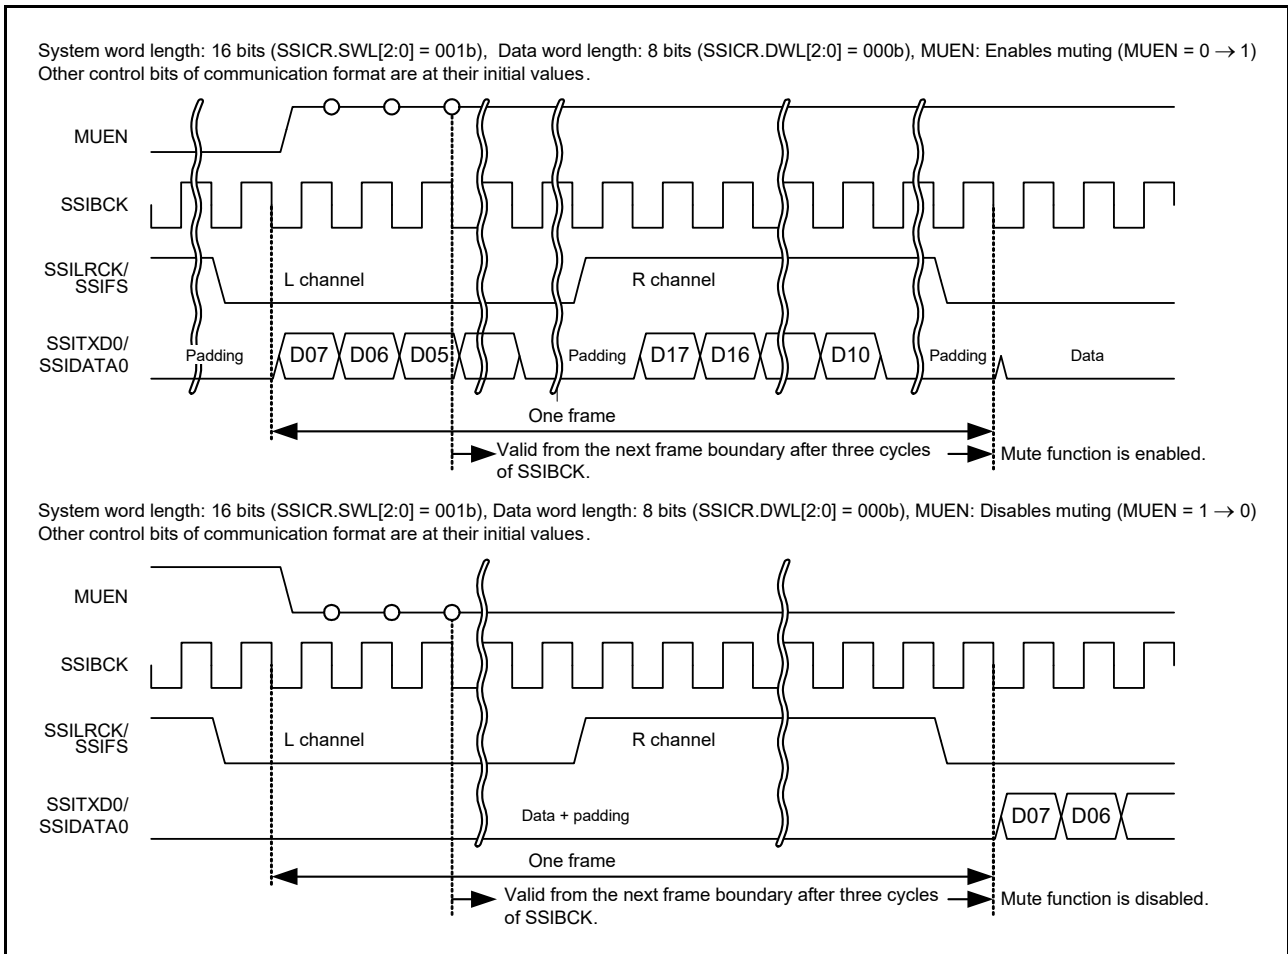 System word length: 16 bits (SSICR.SWL[2:0] = 001b), Data word length: 8 bits (SSICR.DWL[2:0] = 000b), MUEN: Enables muting (MUEN = 0 → 1)
Other control bits of communication format are at their initial values.
MUEN
SSIBCK
SSILRCK/
SSIFS
L channel
R channel
SSITXD0/
SSIDATA0
Padding
D07
D06
D05
Padding
D17
D16
D10
Padding
Data
One frame
Valid from the next frame boundary after three cycles
of SSIBCK.
Mute function is enabled.
System word length: 16 bits (SSICR.SWL[2:0] = 001b), Data word length: 8 bits (SSICR.DWL[2:0] = 000b), MUEN: Disables muting (MUEN = 1 → 0)
Other control bits of communication format are at their initial values.
MUEN
SSIBCK
SSILRCK/
SSIFS
L channel
R channel
SSITXD0/
SSIDATA0
Data + padding
D07
D06
One frame
Valid from the next frame boundary after three cycles
of SSIBCK.
Mute function is disabled.